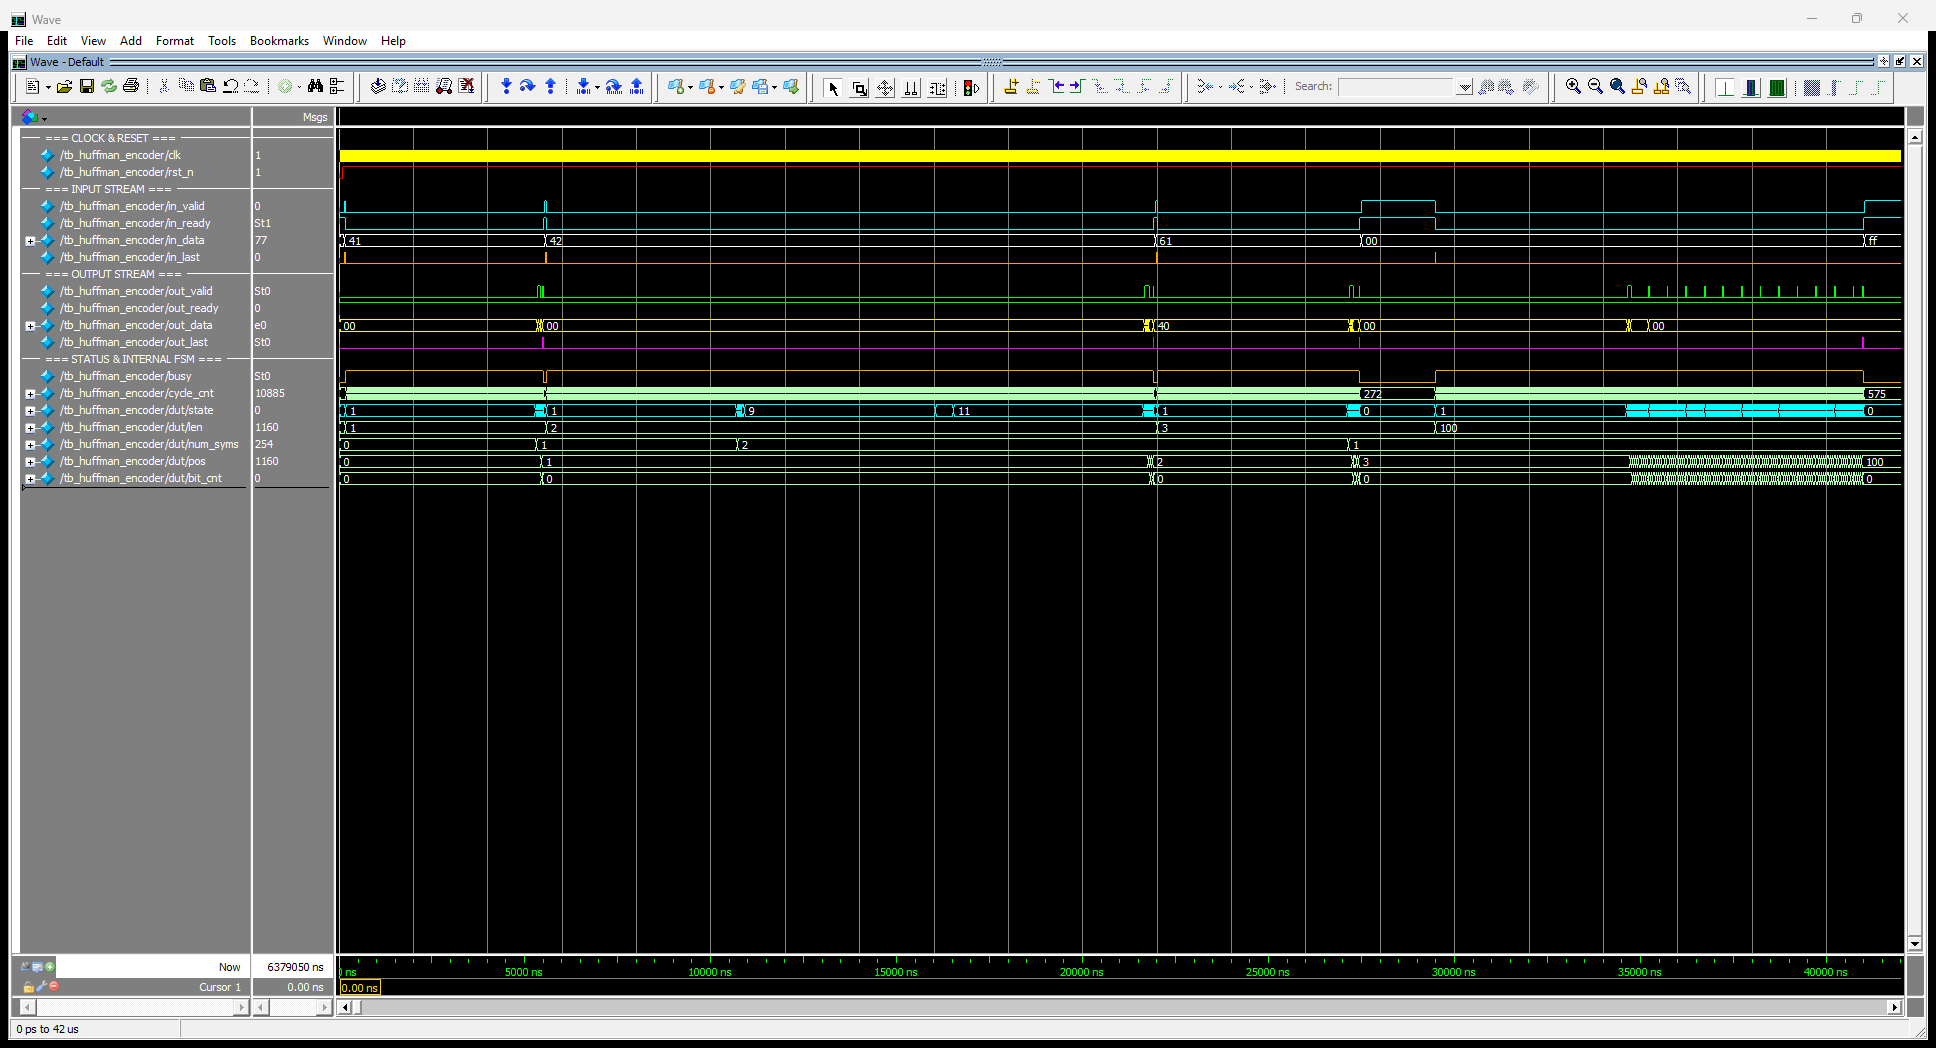 Wave
File Edit View Add Format Tools Bookmarks Window Help
Wave - Default
Search:
Msgs
=== CLOCK & RESET ===
/tb_huffman_encoder/clk 1
/tb_huffman_encoder/rst_n 1
=== INPUT STREAM ===
/tb_huffman_encoder/in_valid 0
/tb_huffman_encoder/in_ready St1
/tb_huffman_encoder/in_data 77 41 42 61 00 ff
/tb_huffman_encoder/in_last 0
=== OUTPUT STREAM ===
/tb_huffman_encoder/out_valid St0
/tb_huffman_encoder/out_ready 0
/tb_huffman_encoder/out_data e0 00 00 40 00 00
/tb_huffman_encoder/out_last St0
=== STATUS & INTERNAL FSM ===
/tb_huffman_encoder/busy St0
/tb_huffman_encoder/cycle_cnt 10885 272 575
/tb_huffman_encoder/dut/state 0 1 1 9 11 1 0 1 0
/tb_huffman_encoder/dut/len 1160 1 2 3 100
/tb_huffman_encoder/dut/num_syms 254 0 1 2 1
/tb_huffman_encoder/dut/pos 1160 0 1 2 3 100
/tb_huffman_encoder/dut/bit_cnt 0 0 0 0 0 0
Now 6379050 ns ns 5000 ns 10000 ns 15000 ns 20000 ns 25000 ns 30000 ns 35000 ns 40000 ns
Cursor 1 0.00 ns 0.00 ns
0 ps to 42 us